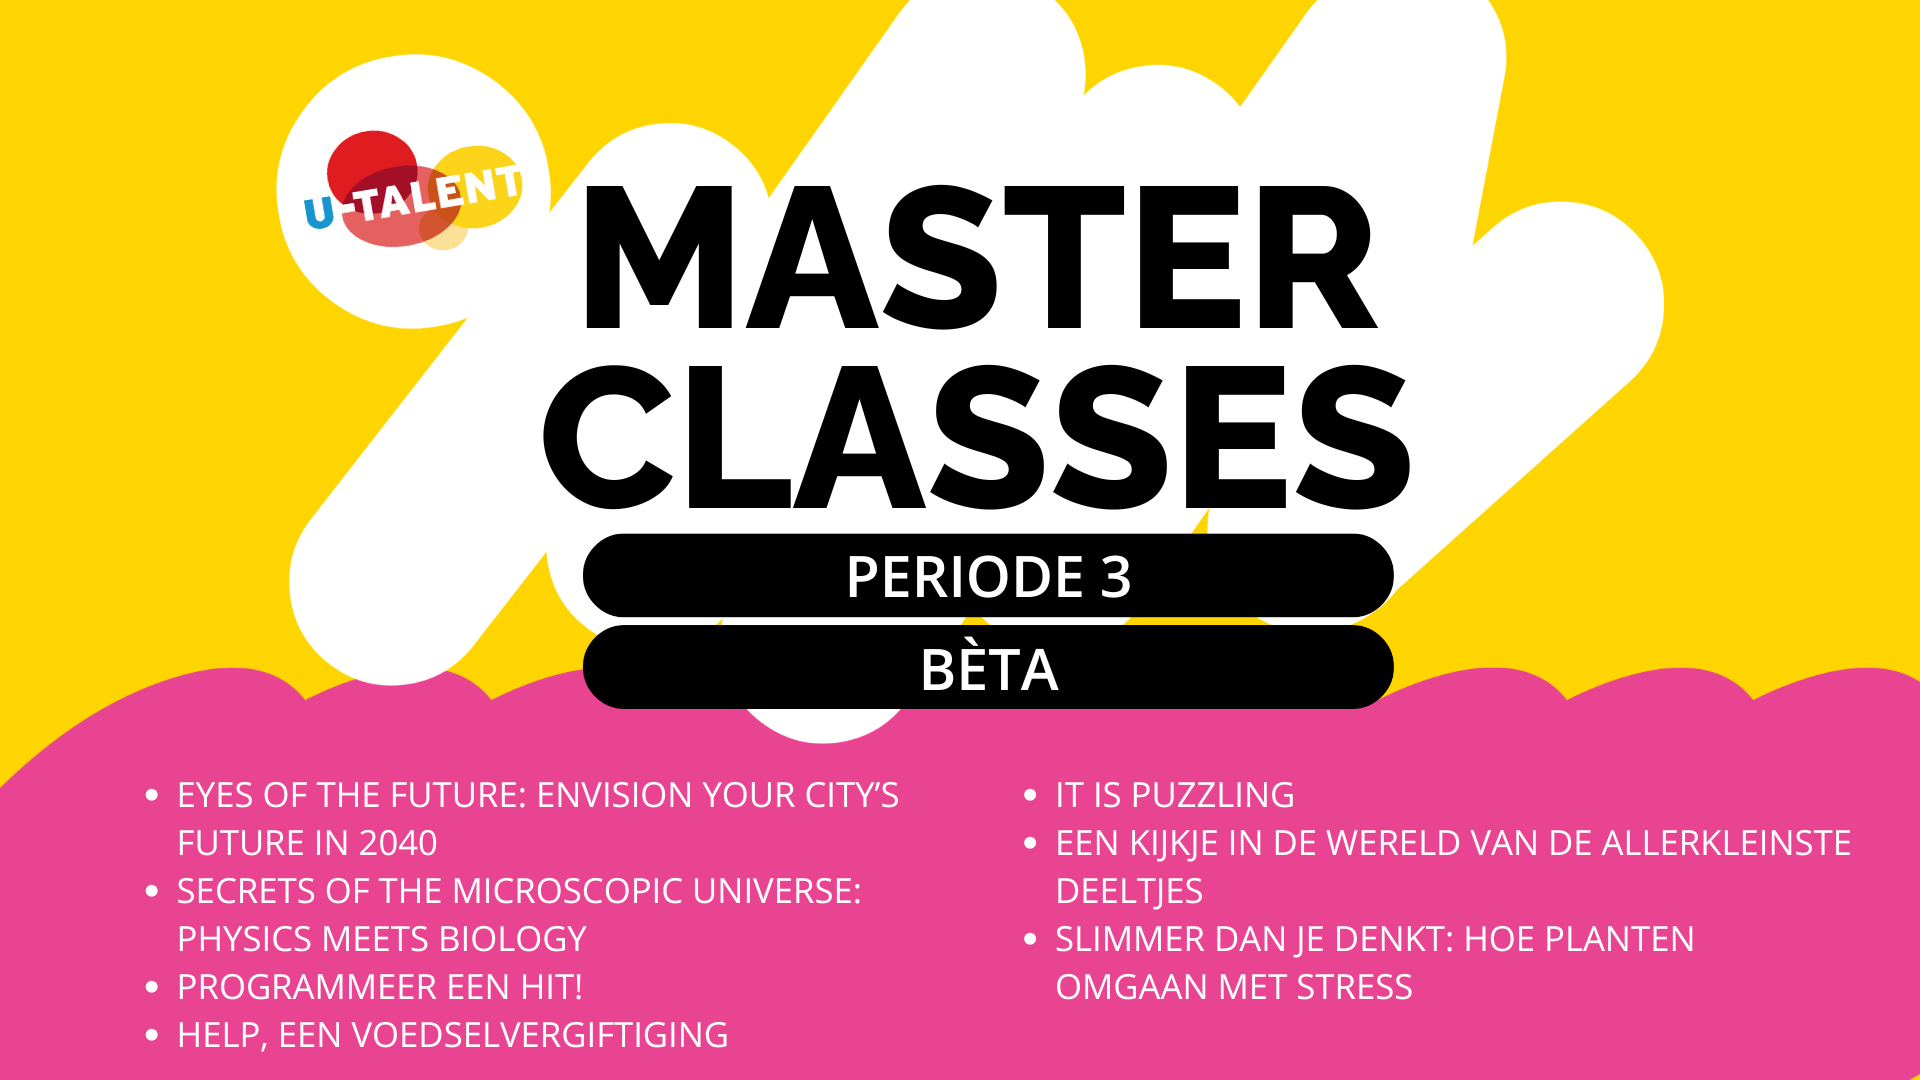 U-TALENT
MASTER
CLASSES
PERIODE 3
BÈTA
• EYES OF THE FUTURE: ENVISION YOUR CITY’S
FUTURE IN 2040
• SECRETS OF THE MICROSCOPIC UNIVERSE:
PHYSICS MEETS BIOLOGY
• PROGRAMMEER EEN HIT!
• HELP, EEN VOEDSELVERGIFTIGING
• IT IS PUZZLING
• EEN KIJKJE IN DE WERELD VAN DE ALLERKLEINSTE
DEELTJES
• SLIMMER DAN JE DENKT: HOE PLANTEN
OMGAAN MET STRESS